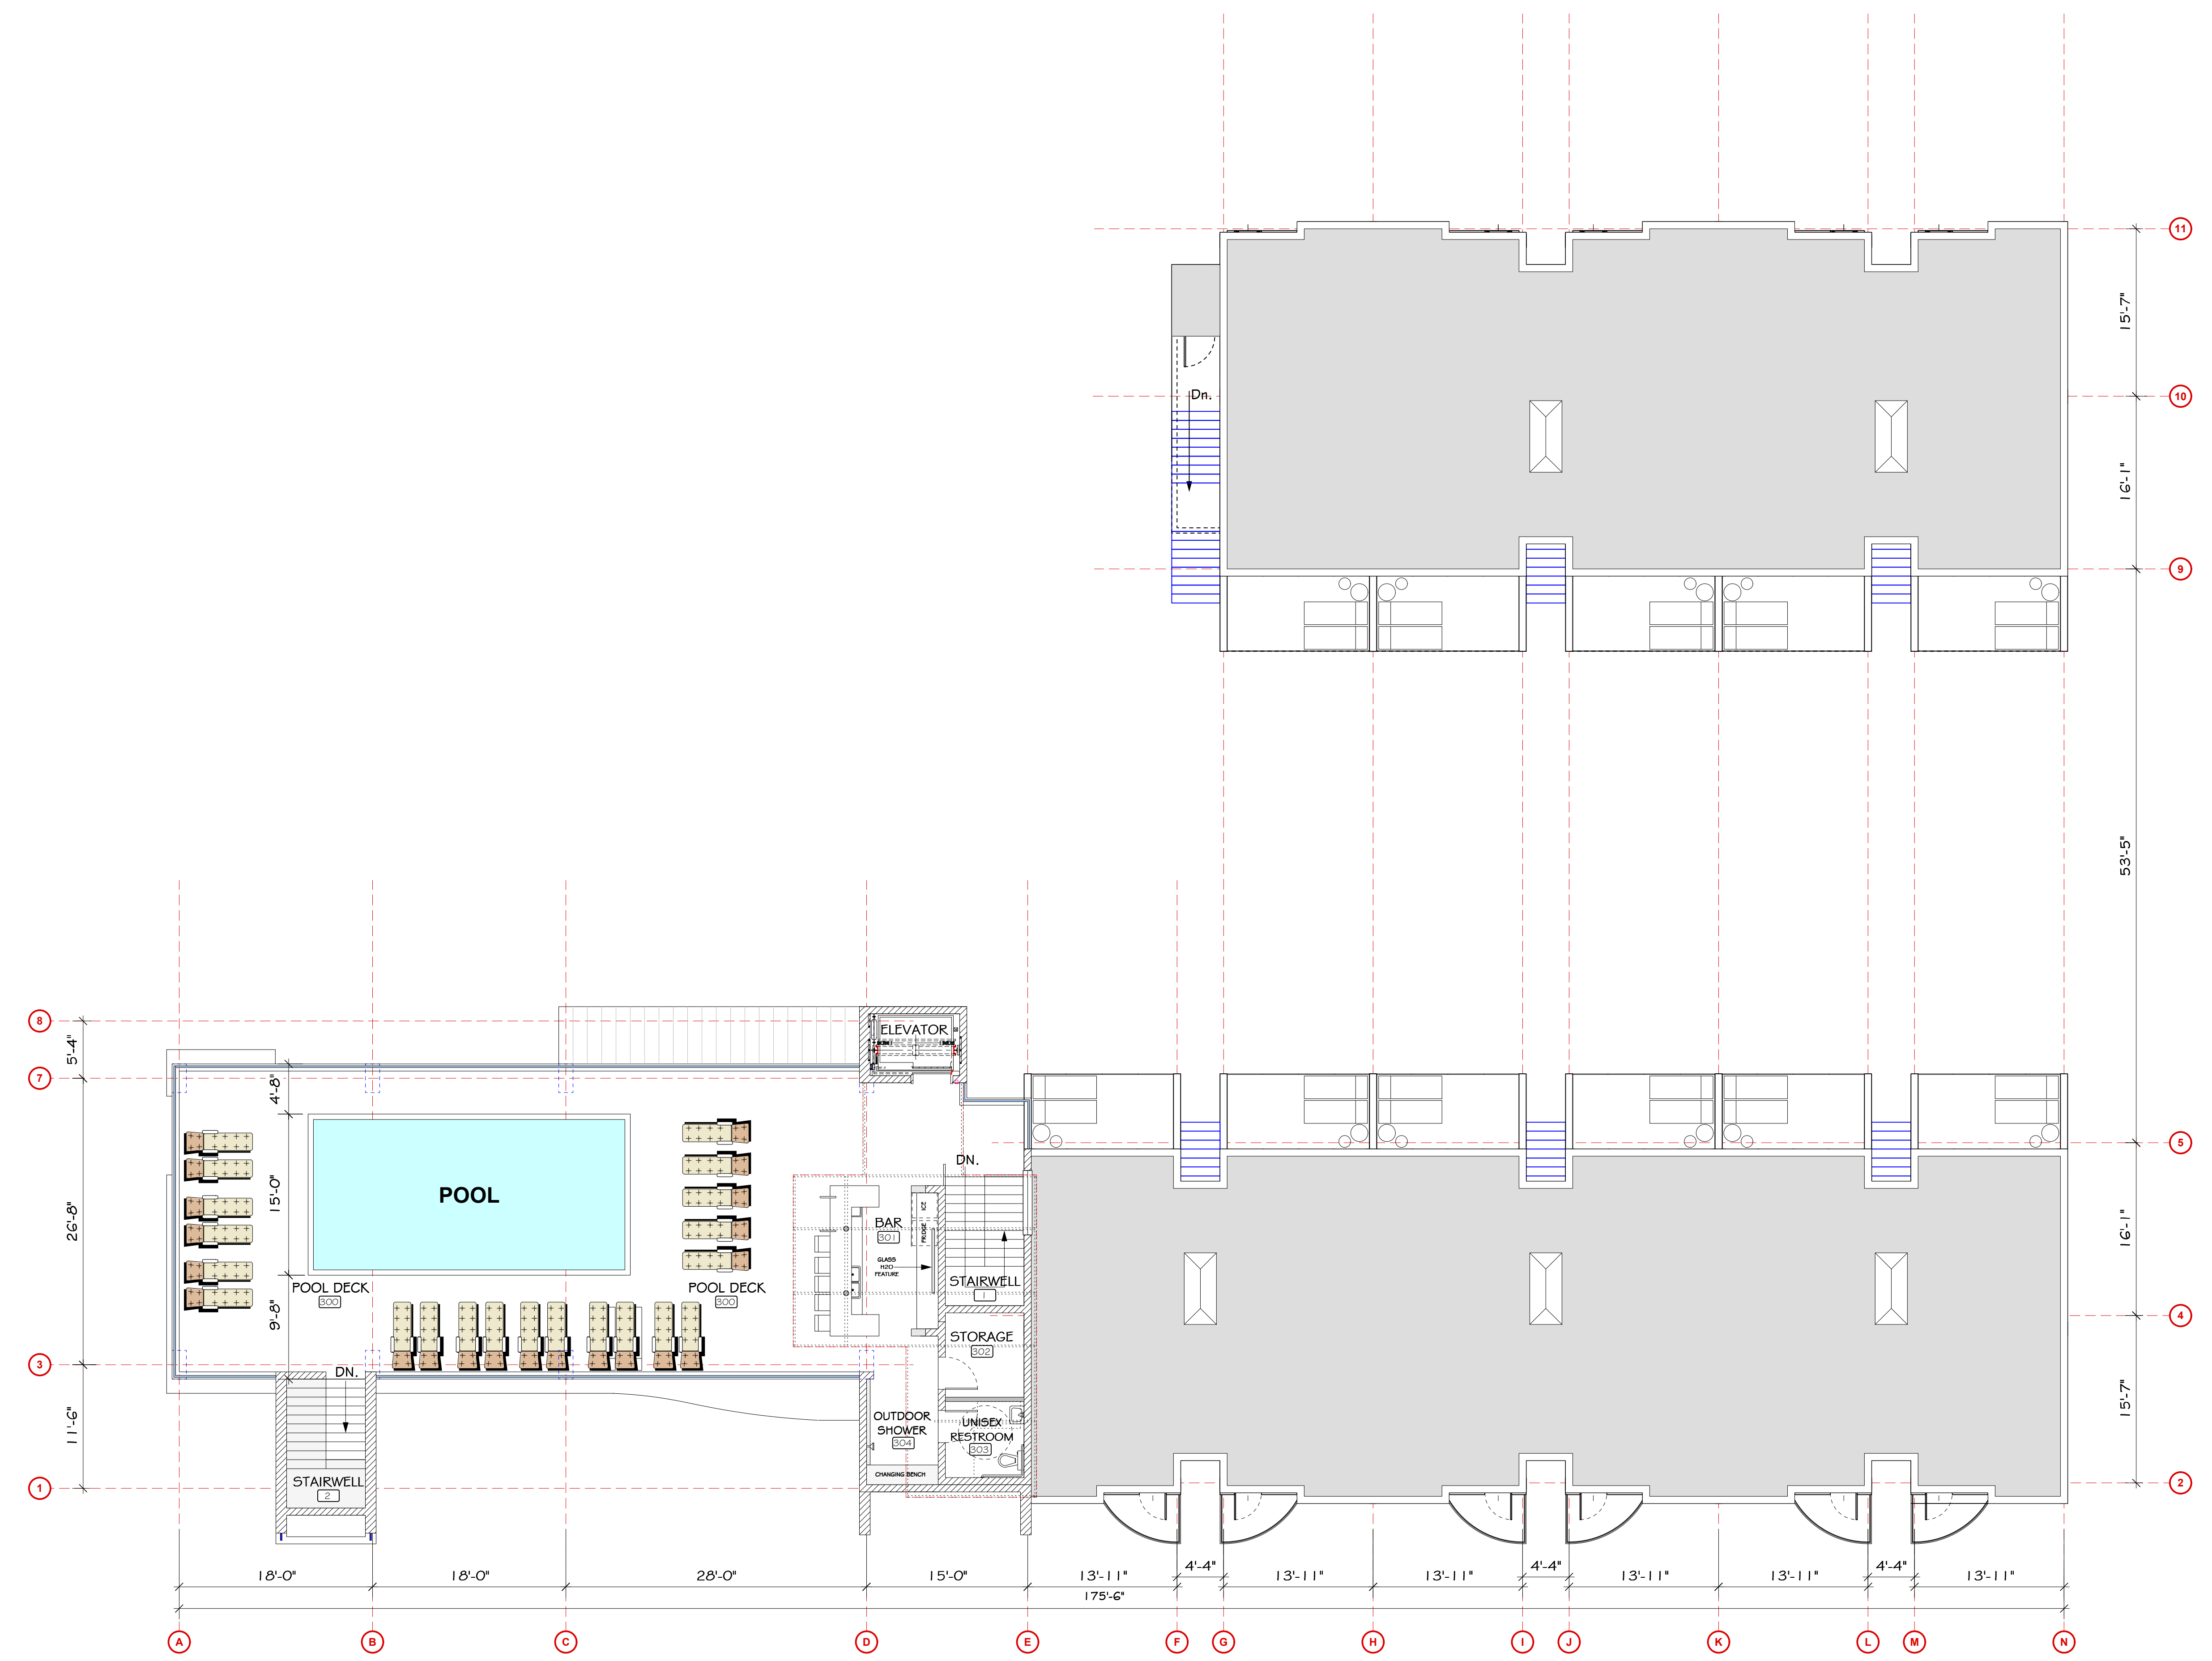 11
15'-7"
Dn.
10
16'-1"
9
53'-5"
8
ELEVATOR
5'-4"
7
4'-8"
5
DN.
POOL
15'-0"
BAR
301
ICE
FRIDGE
26'-8"
16'-1"
GLASS
H2O
FEATURE
STAIRWELL
1
POOL DECK
300
POOL DECK
300
9'-8"
4
STORAGE
302
3
DN.
11'-6"
15'-7"
OUTDOOR
SHOWER
304
UNISEX
RESTROOM
303
CHANGING BENCH
STAIRWELL
2
2
1
18'-0"
18'-0"
28'-0"
15'-0"
13'-11"
4'-4"
13'-11"
13'-11"
4'-4"
13'-11"
13'-11"
4'-4"
13'-11"
175'-6"
A
B
C
D
E
F
G
H
I
J
K
L
M
N